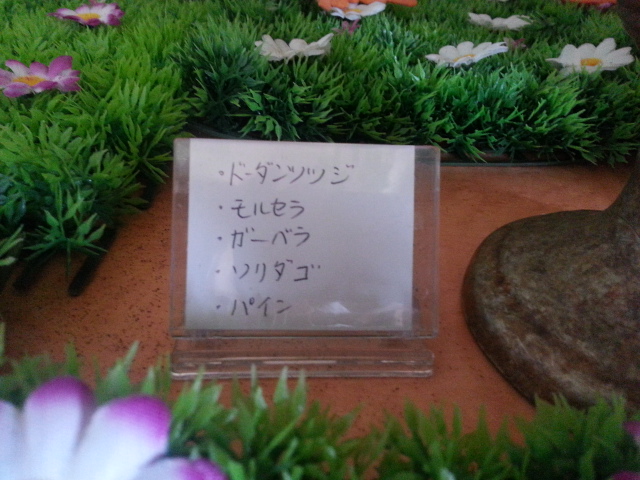 ・ドーダンツツジ
・モルセラ
・ガーベラ
・ソリダゴ
・パイン